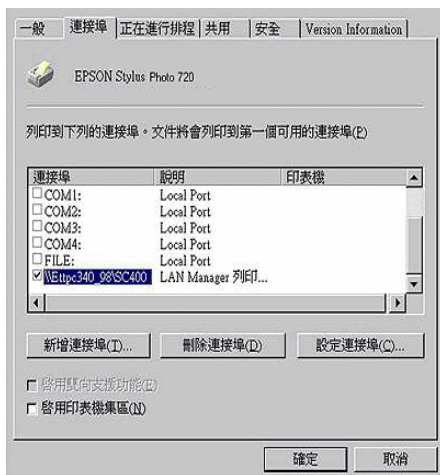 一般 連接埠 正在進行排程 共用 安全 Version Information
EPSON Stylus Photo 720
列印到下列的連接埠。文件將會列印到第一個可用的連接埠(P)
連接埠 說明 印表機
COM1: Local Port
COM2: Local Port
COM3: Local Port
COM4: Local Port
FILE: Local Port
\\Ettpc340_98\SC400 LAN Manager 列印...
新增連接埠(T)... 刪除連接埠(D) 設定連接埠(C)...
啓用雙向支援功能(E)
啓用印表機集區(N)
確定 取消